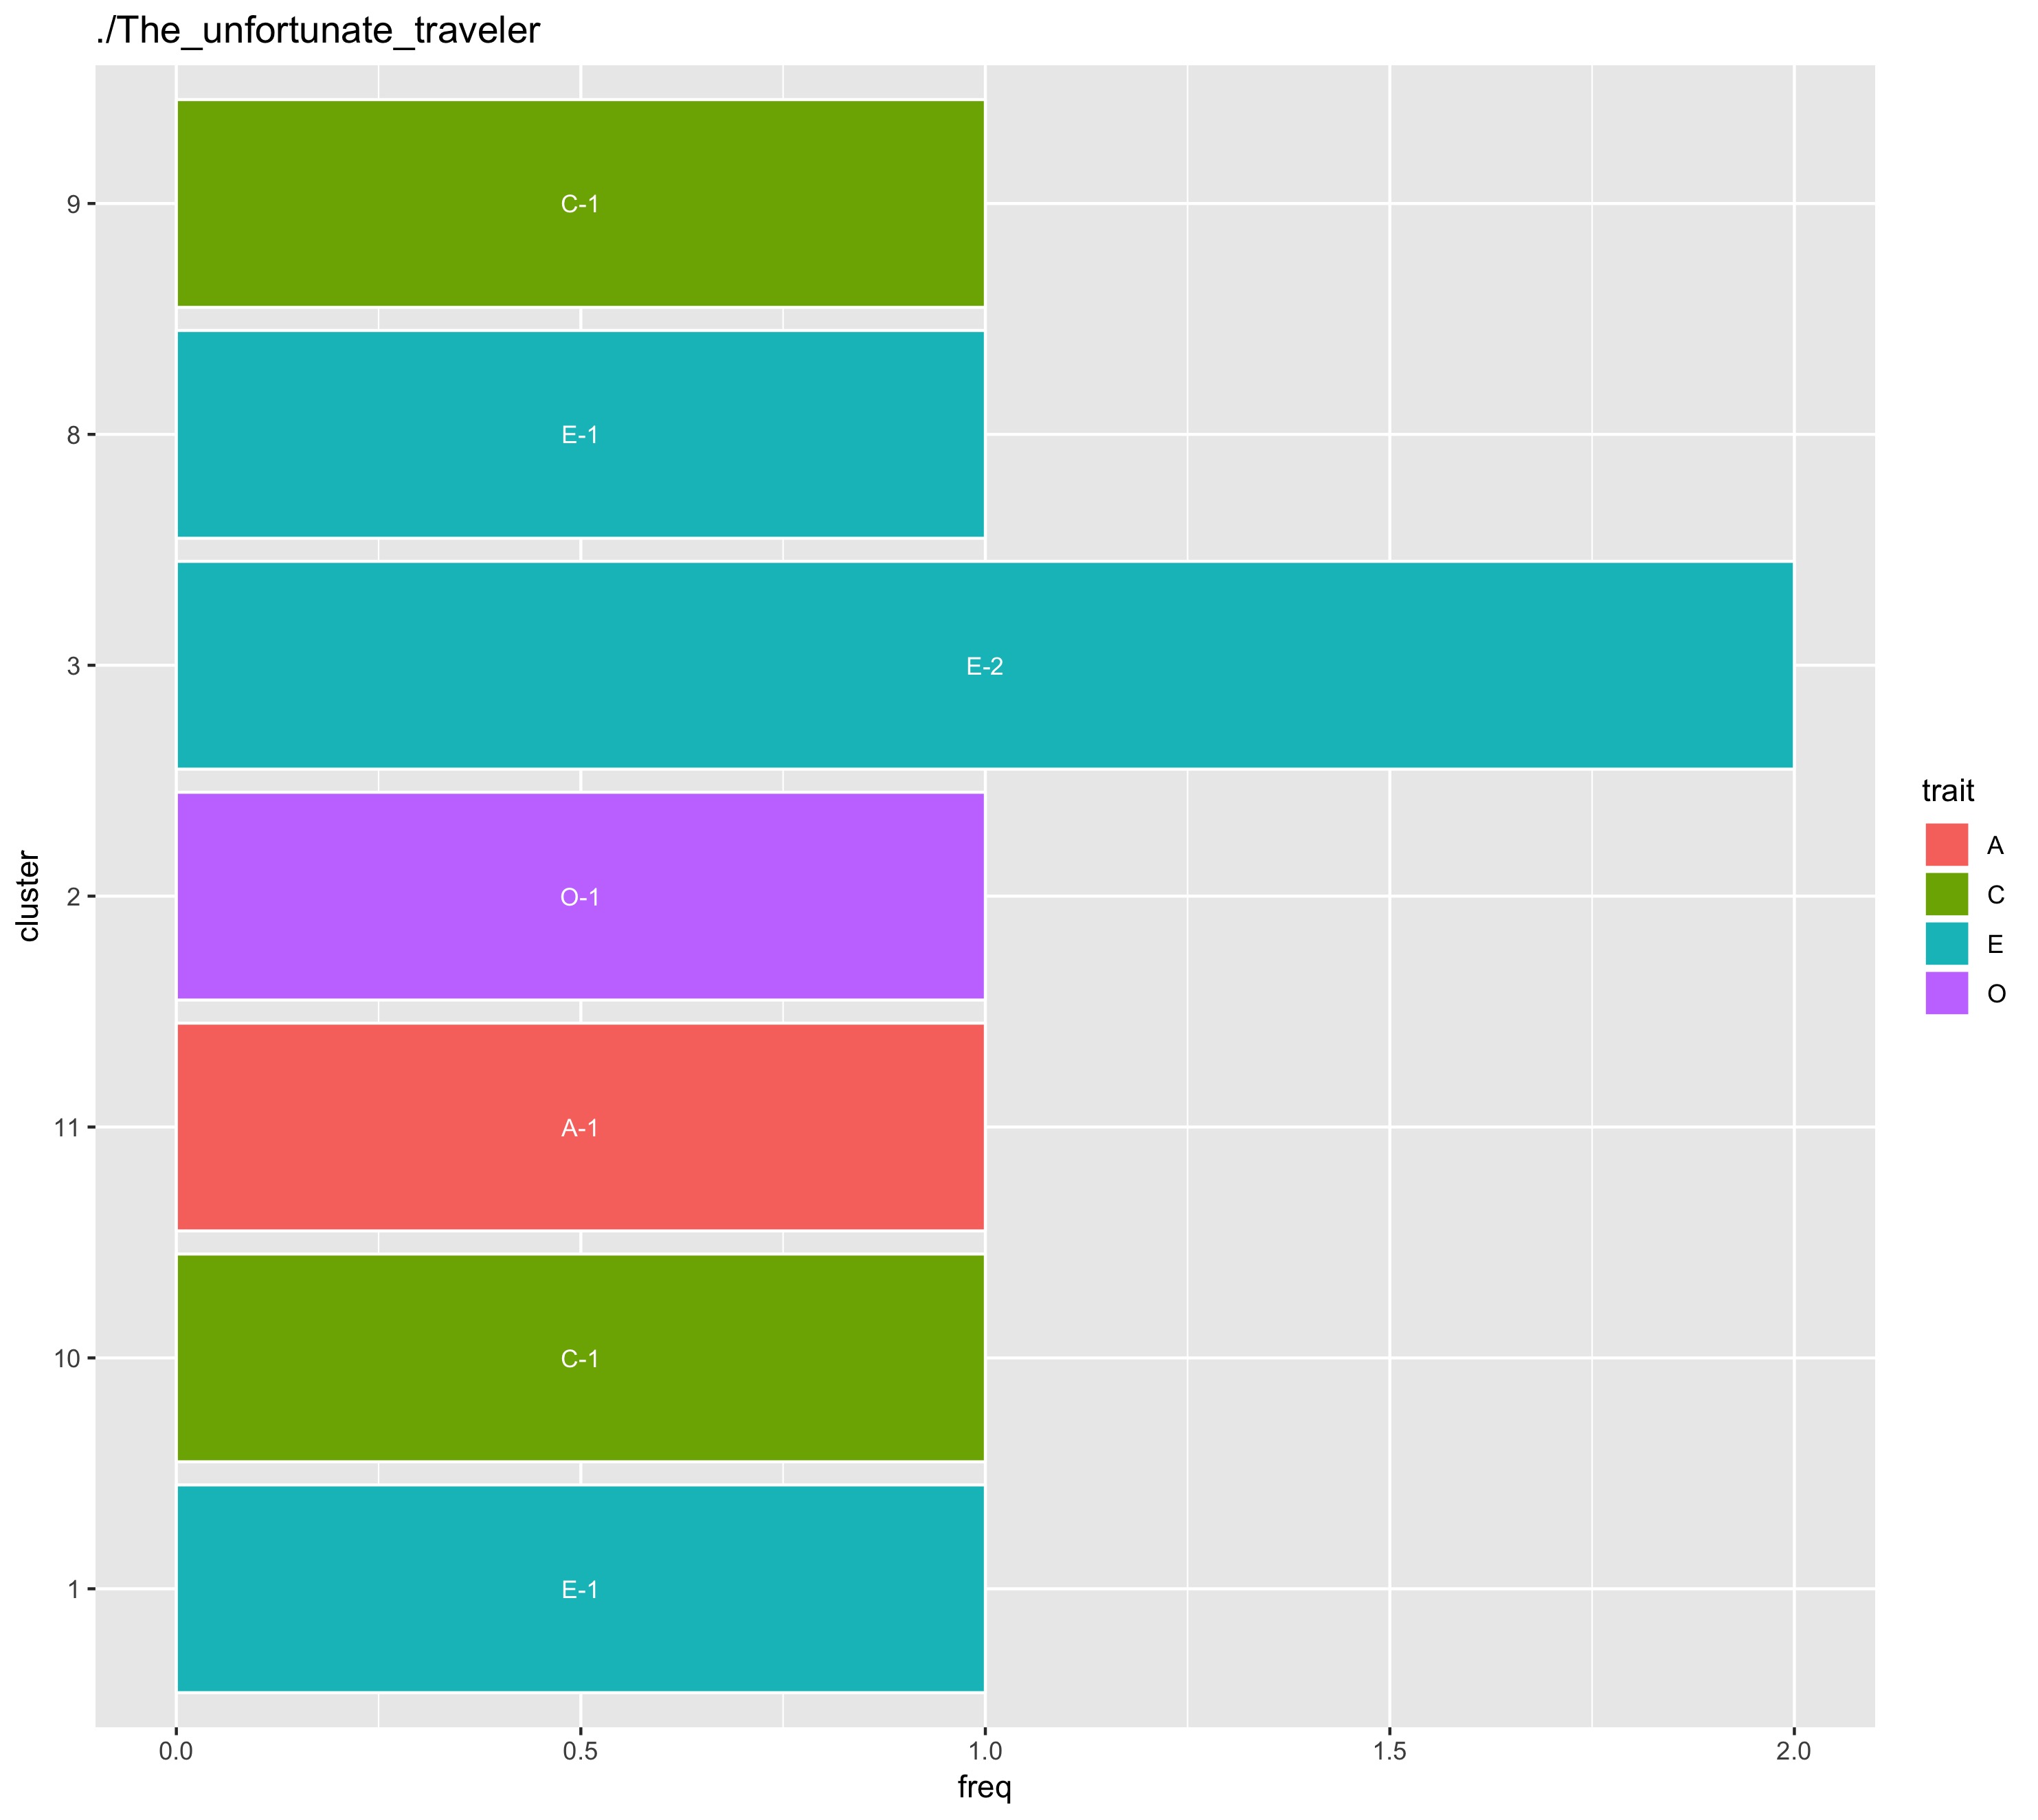 ./The_unfortunate_traveler
9
C-1
8
E-1
3
E-2
2
O-1
11
A-1
10
C-1
1
E-1
cluster
0.0 0.5 1.0 1.5 2.0
freq
trait
A
C
E
O